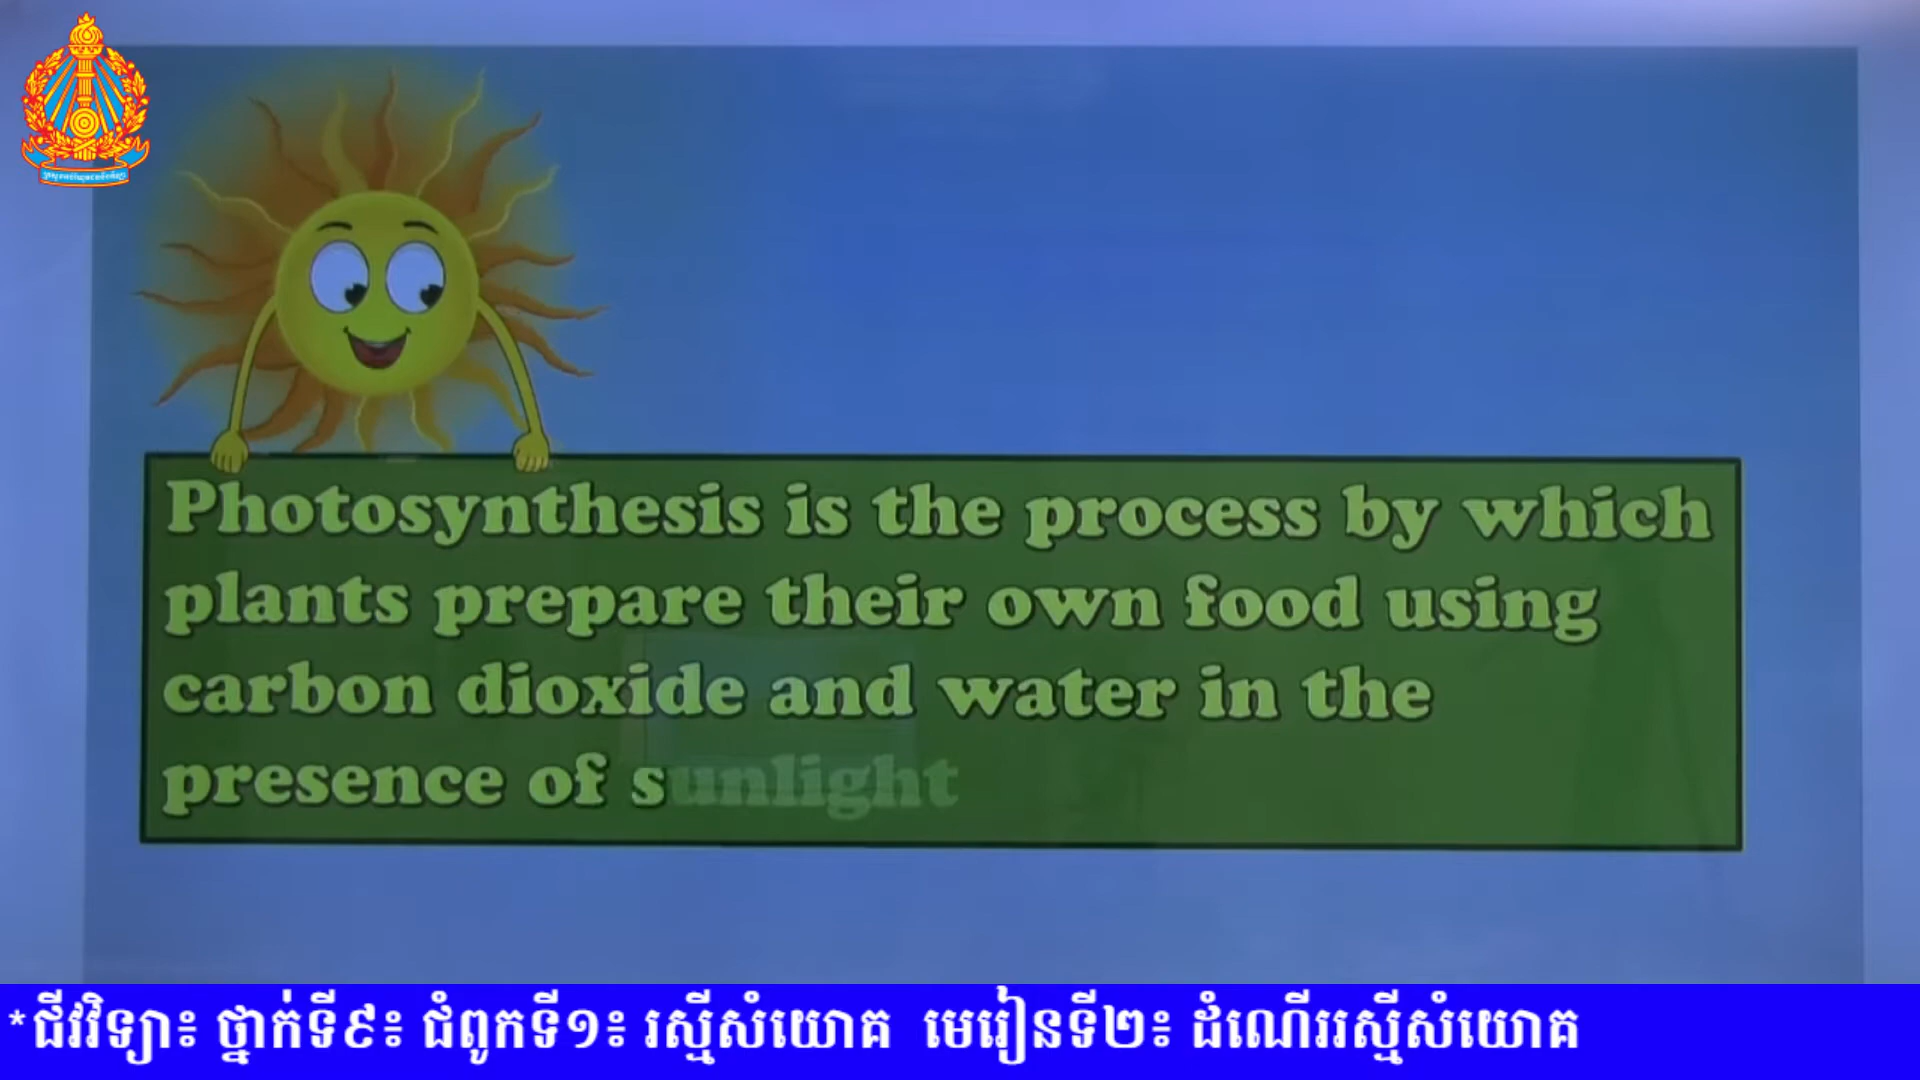 Photosynthesis is the process by which
plants prepare their own food using
carbon dioxide and water in the
presence of sunlight
*ជីវវិទ្យា៖ ថ្នាក់ទី៩៖ ជំពូកទី១៖ រស្មីសំយោគ មេរៀនទី២៖ ដំណើររស្មីសំយោគ